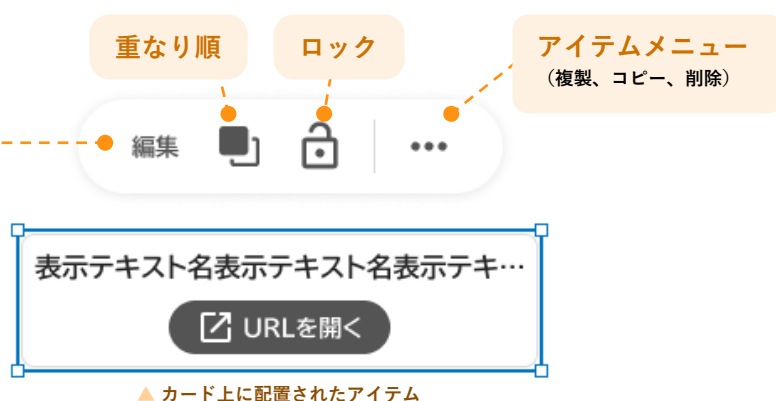 重なり順
ロック
アイテムメニュー
（複製、コピー、削除）
編集
表示テキスト名表示テキスト名表示テキ…
URLを開く
▲ カード上に配置されたアイテム